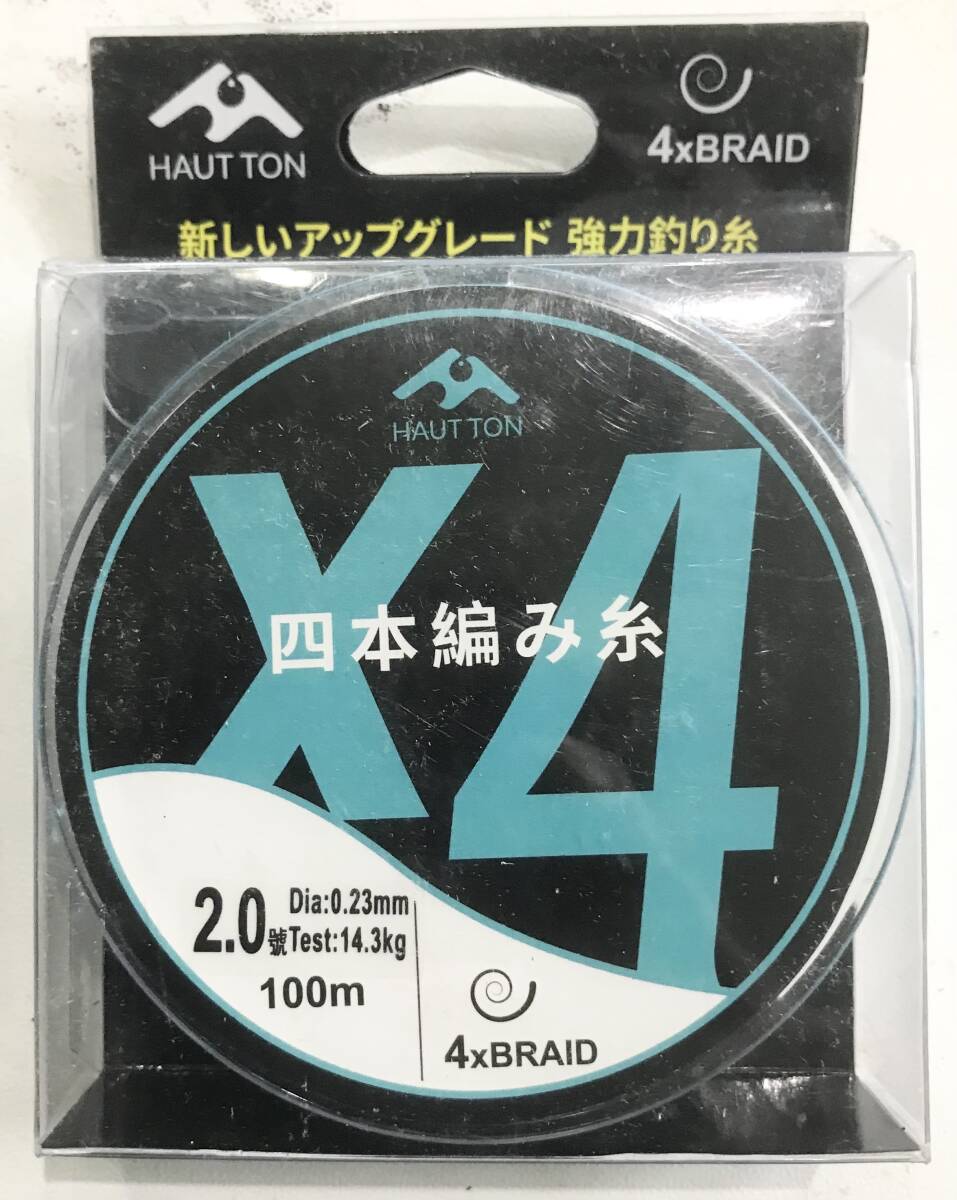 HAUT TON
4xBRAID
新しいアップグレード 強力釣り糸
HAUT TON
X4
四本編み糸
2.0號
Dia:0.23mm
Test:14.3kg
100m
4xBRAID